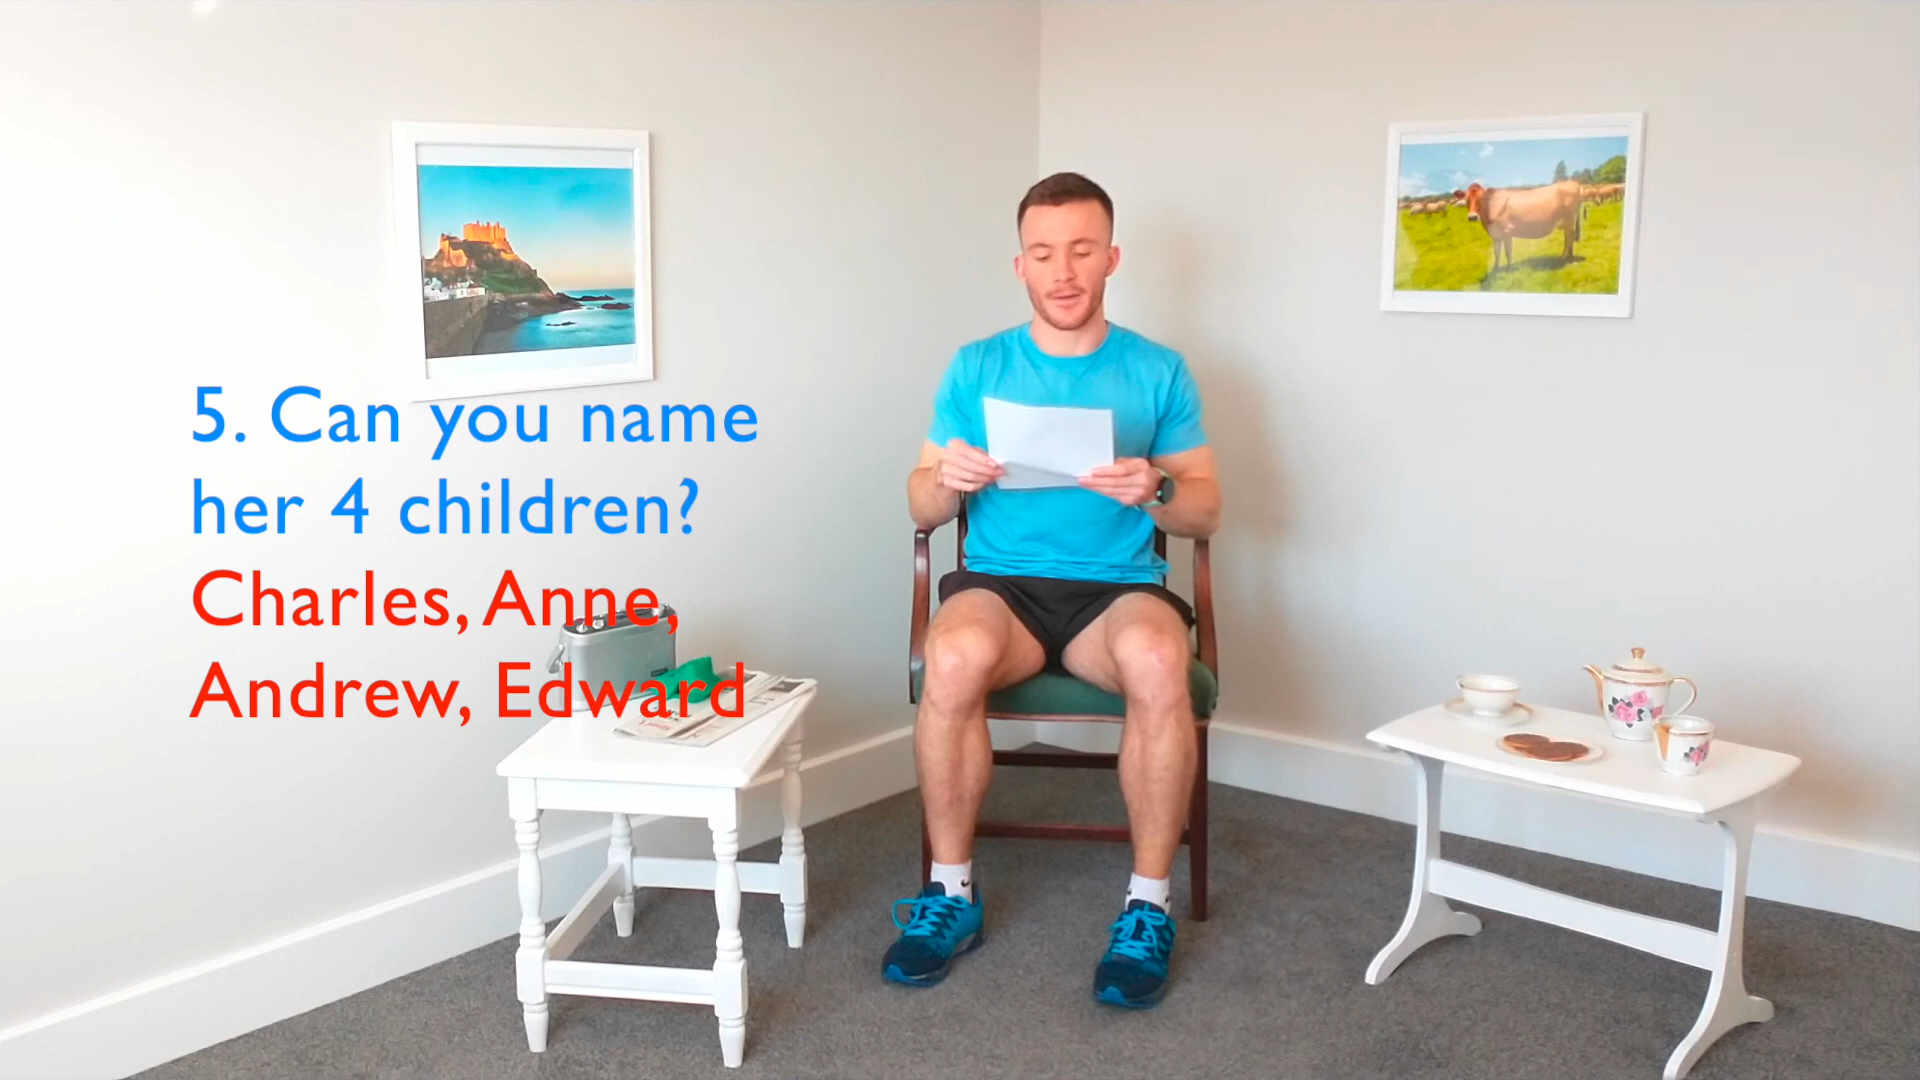 5. Can you name
her 4 children?
Charles, Anne,
Andrew, Edward